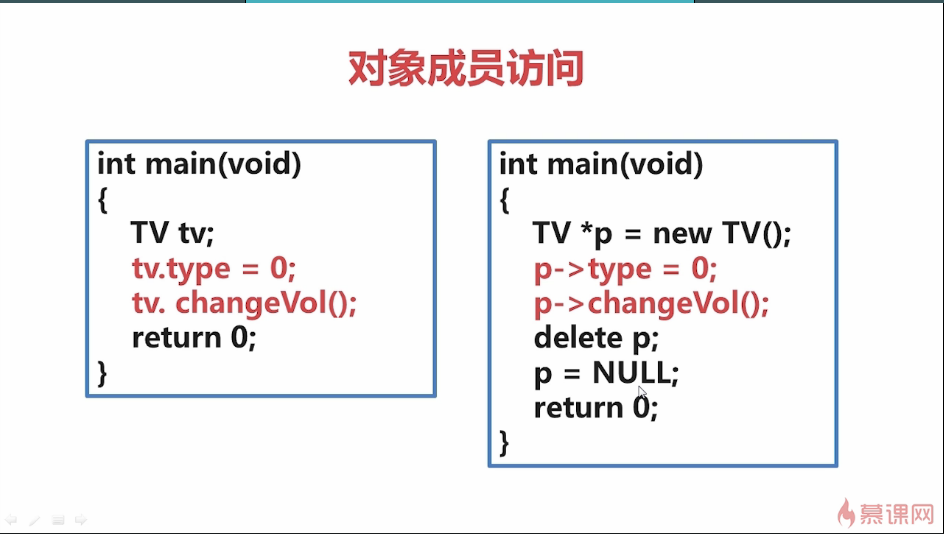 对象成员访问
int main(void)
{
TV tv;
tv.type = 0;
tv. changeVol();
return 0;
}
int main(void)
{
TV *p = new TV();
p->type = 0;
p->changeVol();
delete p;
p = NULL;
return 0;
}
慕课网